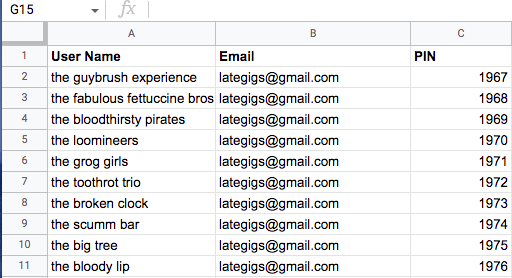 G15 fx
A B C
1 User Name Email PIN
2 the guybrush experience lategigs@gmail.com 1967
3 the fabulous fettuccine bros lategigs@gmail.com 1968
4 the bloodthirsty pirates lategigs@gmail.com 1969
5 the loomineers lategigs@gmail.com 1970
6 the grog girls lategigs@gmail.com 1971
7 the toothrot trio lategigs@gmail.com 1972
8 the broken clock lategigs@gmail.com 1973
9 the scumm bar lategigs@gmail.com 1974
10 the big tree lategigs@gmail.com 1975
11 the bloody lip lategigs@gmail.com 1976